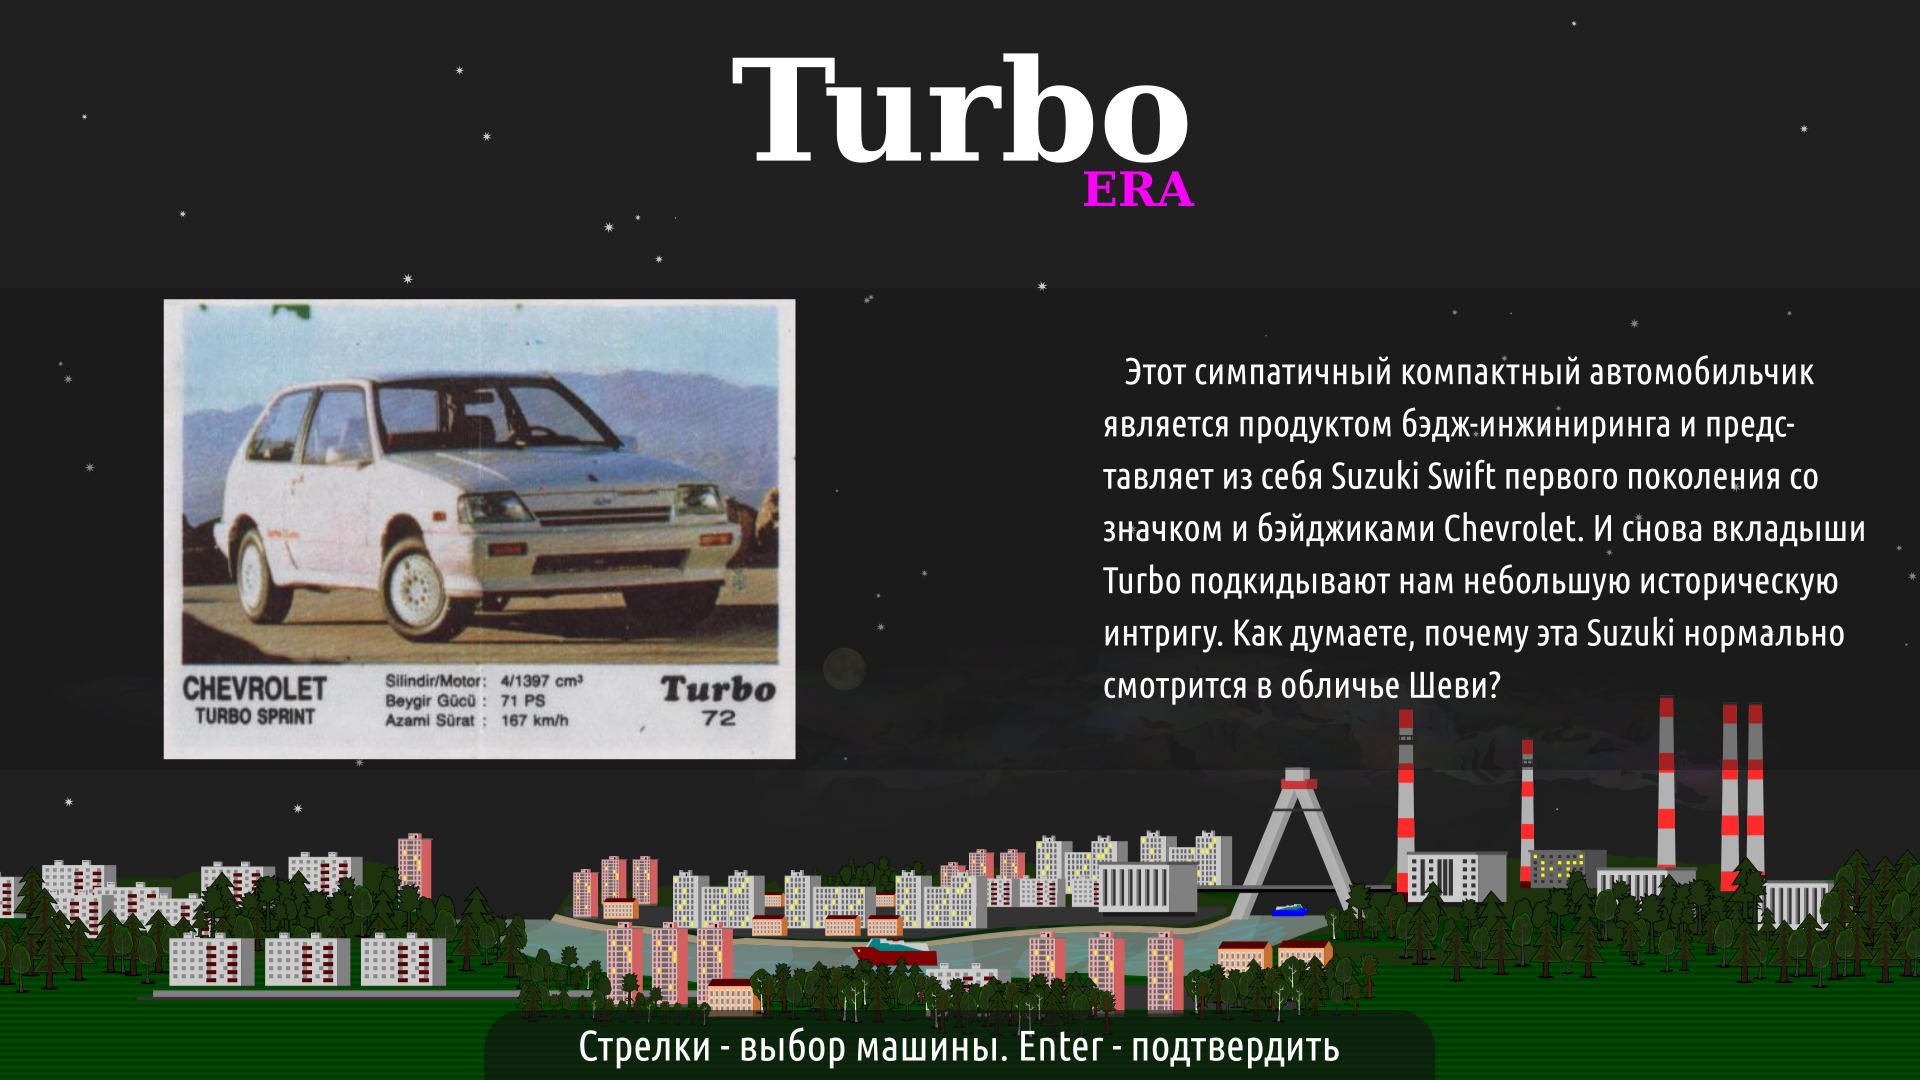 Turbo
ERA
Этот симпатичный компактный автомобильчик
является продуктом бэдж-инжиниринга и предс-
тавляет из себя Suzuki Swift первого поколения со
значком и бэйджиками Chevrolet. И снова вкладыши
Turbo подкидывают нам небольшую историческую
интригу. Как думаете, почему эта Suzuki нормально
смотрится в обличье Шеви?
CHEVROLET
TURBO SPRINT
Silindir/Motor: 4/1397 cm³
Beygir Gücü : 71 PS
Azami Sürat : 167 km/h
Turbo
72
Стрелки - выбор машины. Enter - подтвердить